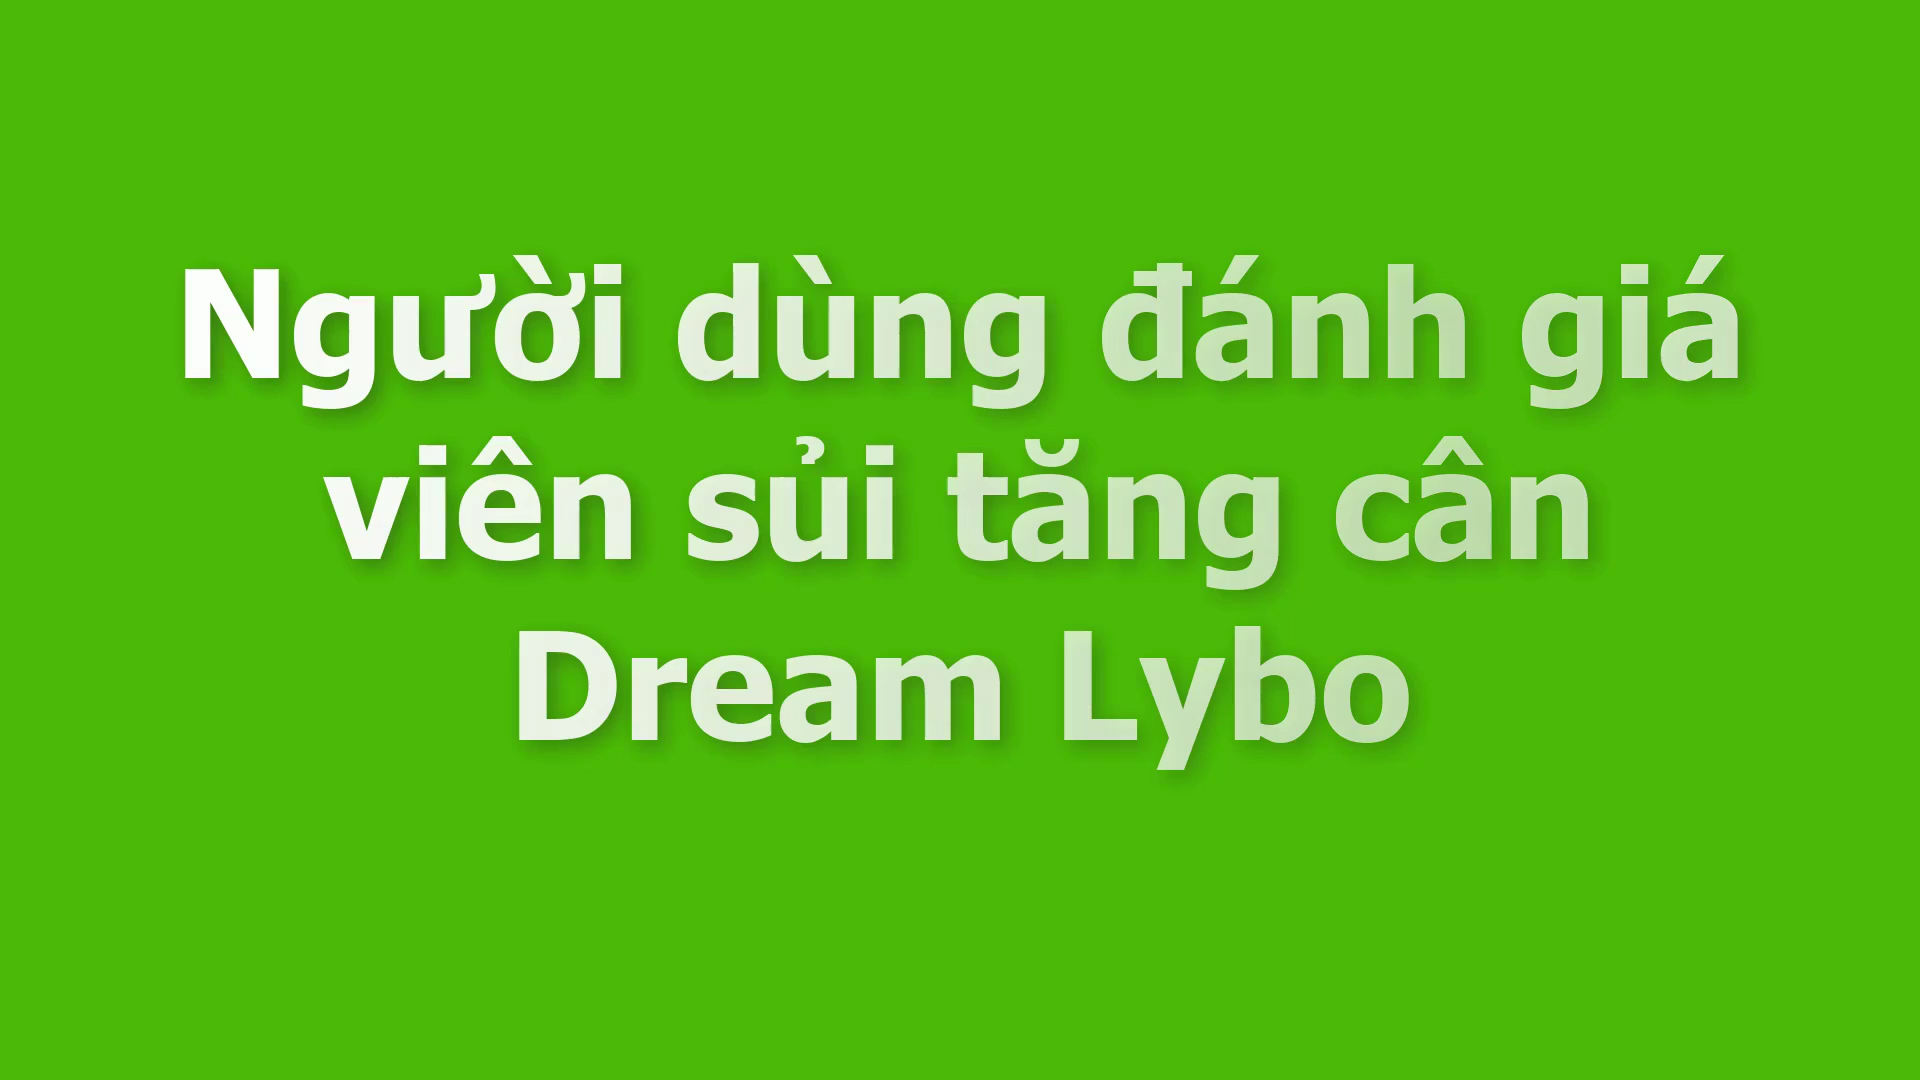 Người dùng đánh giá
viên sủi tăng cân
Dream Lybo